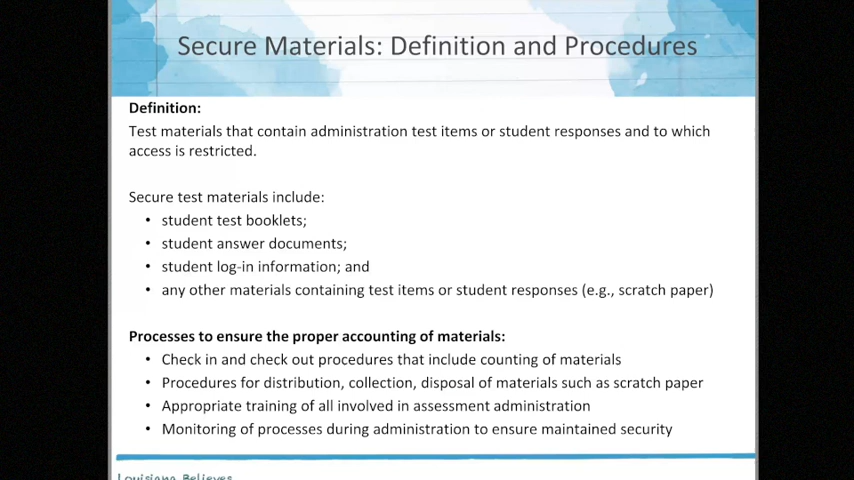 Secure Materials: Definition and Procedures
Definition:
Test materials that contain administration test items or student responses and to which
access is restricted.
Secure test materials include:
• student test booklets;
• student answer documents;
• student log-in information; and
• any other materials containing test items or student responses (e.g., scratch paper)
Processes to ensure the proper accounting of materials:
• Check in and check out procedures that include counting of materials
• Procedures for distribution, collection, disposal of materials such as scratch paper
• Appropriate training of all involved in assessment administration
• Monitoring of processes during administration to ensure maintained security
Louisiana Believes